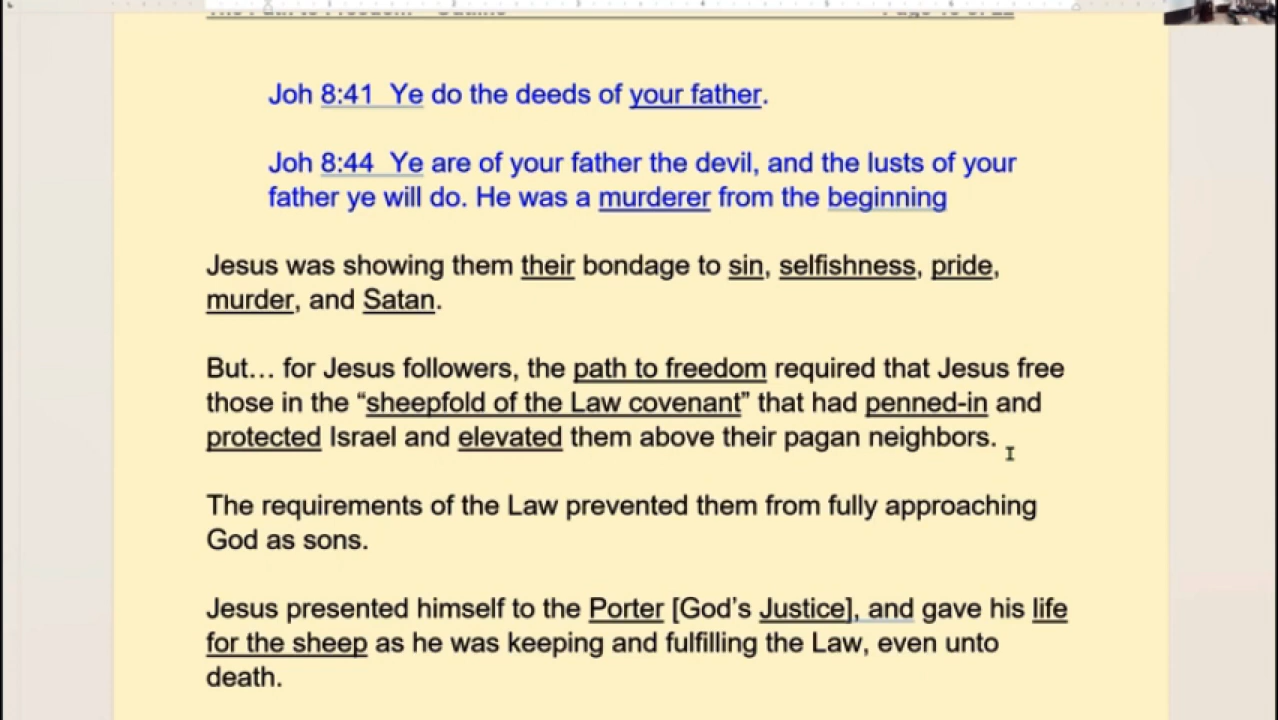 Joh 8:41  Ye do the deeds of your father.
Joh 8:44  Ye are of your father the devil, and the lusts of your
father ye will do. He was a murderer from the beginning
Jesus was showing them their bondage to sin, selfishness, pride,
murder, and Satan.
But… for Jesus followers, the path to freedom required that Jesus free
those in the “sheepfold of the Law covenant” that had penned-in and
protected Israel and elevated them above their pagan neighbors.
The requirements of the Law prevented them from fully approaching
God as sons.
Jesus presented himself to the Porter [God’s Justice], and gave his life
for the sheep as he was keeping and fulfilling the Law, even unto
death.